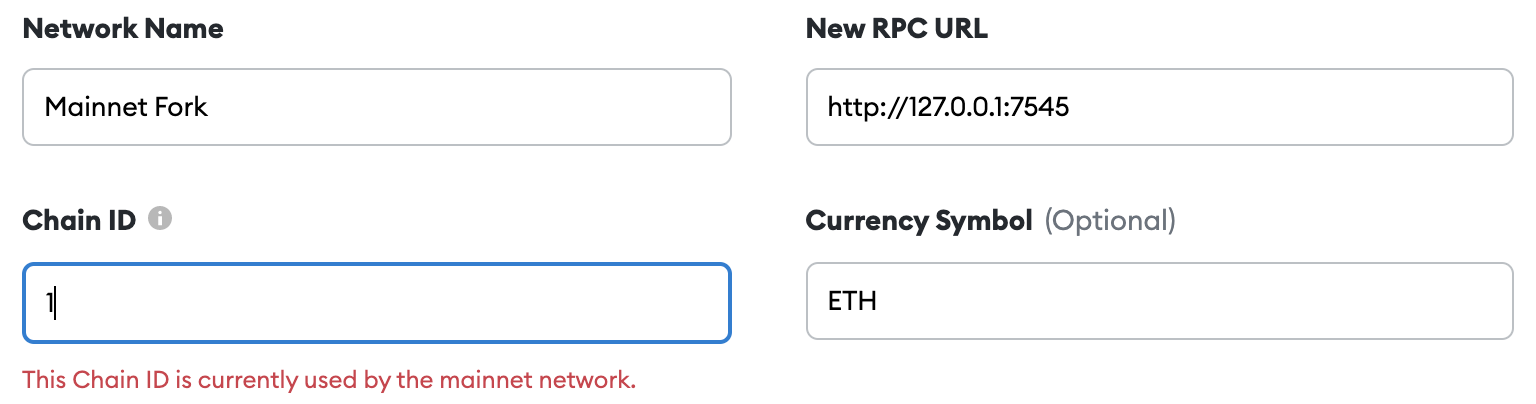 Network Name
New RPC URL
Mainnet Fork
http://127.0.0.1:7545
Chain ID
Currency Symbol (Optional)
1
ETH
This Chain ID is currently used by the mainnet network.